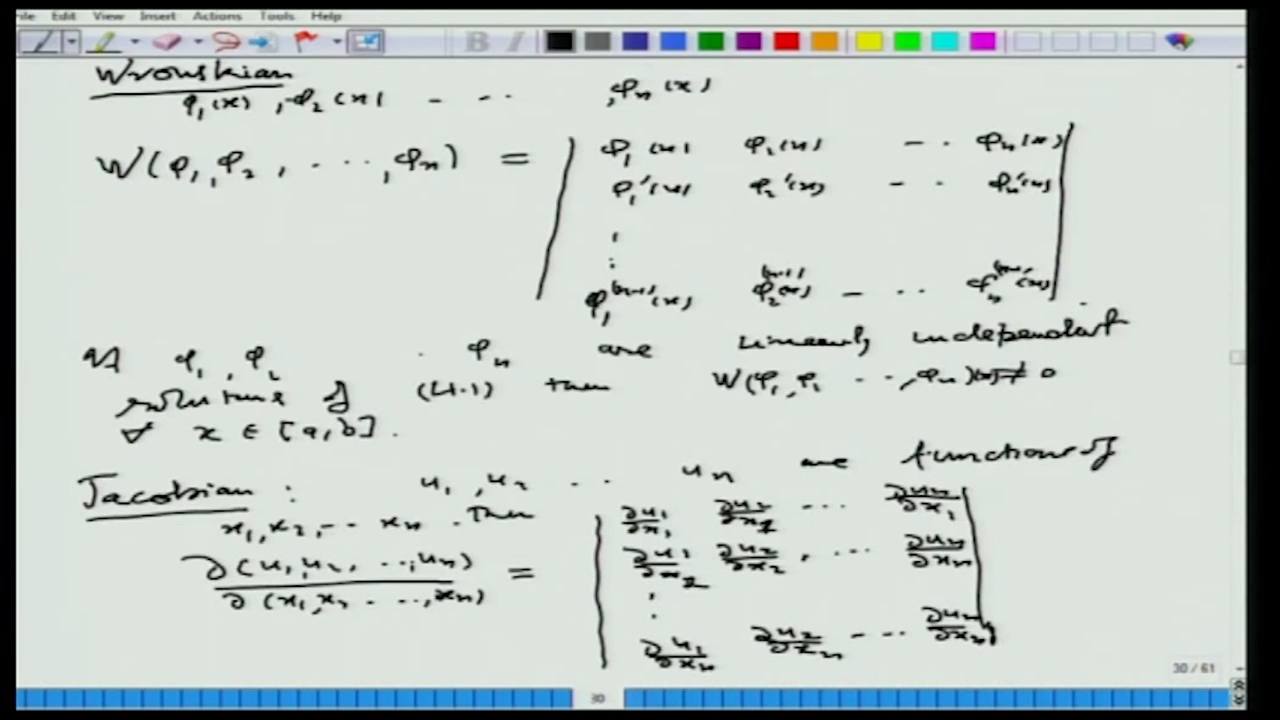 File Edit View Insert Actions Tools Help
Wronskian
φ₁(x), φ₂(x) - - - , φₙ(x)
W(φ₁, φ₂, ..., φₙ) = | φ₁(x) φ₂(x) - - - φₙ(x) |
φ₁'(x) φ₂'(x) - - - φₙ'(x)
φ₁⁽ⁿ⁻¹⁾(x) φ₂⁽ⁿ⁻¹⁾(x) - - - φₙ⁽ⁿ⁻¹⁾(x)
If φ₁, φ₂ . φₙ are linearly independent
solutions of (4.1) then W(φ₁, φ₁ - - -, φₙ)(x) ≠ 0
∀ x ∈ [a,b].
Jacobian : u₁, u₂ ... uₙ are functions of
x₁, x₂, -- xₙ. Then
∂(u₁, u₂, ..., uₙ)/∂(x₁, x₂ - ..., xₙ) = | ∂u₁/∂x₁ ∂u₂/∂x₁ ... ∂uₙ/∂x₁ |
∂u₁/∂x₂ ∂u₂/∂x₂ , ... ∂uₙ/∂x₂
∂u₁/∂xₙ ∂u₂/∂xₙ - ... ∂uₙ/∂xₙ
30/61
30